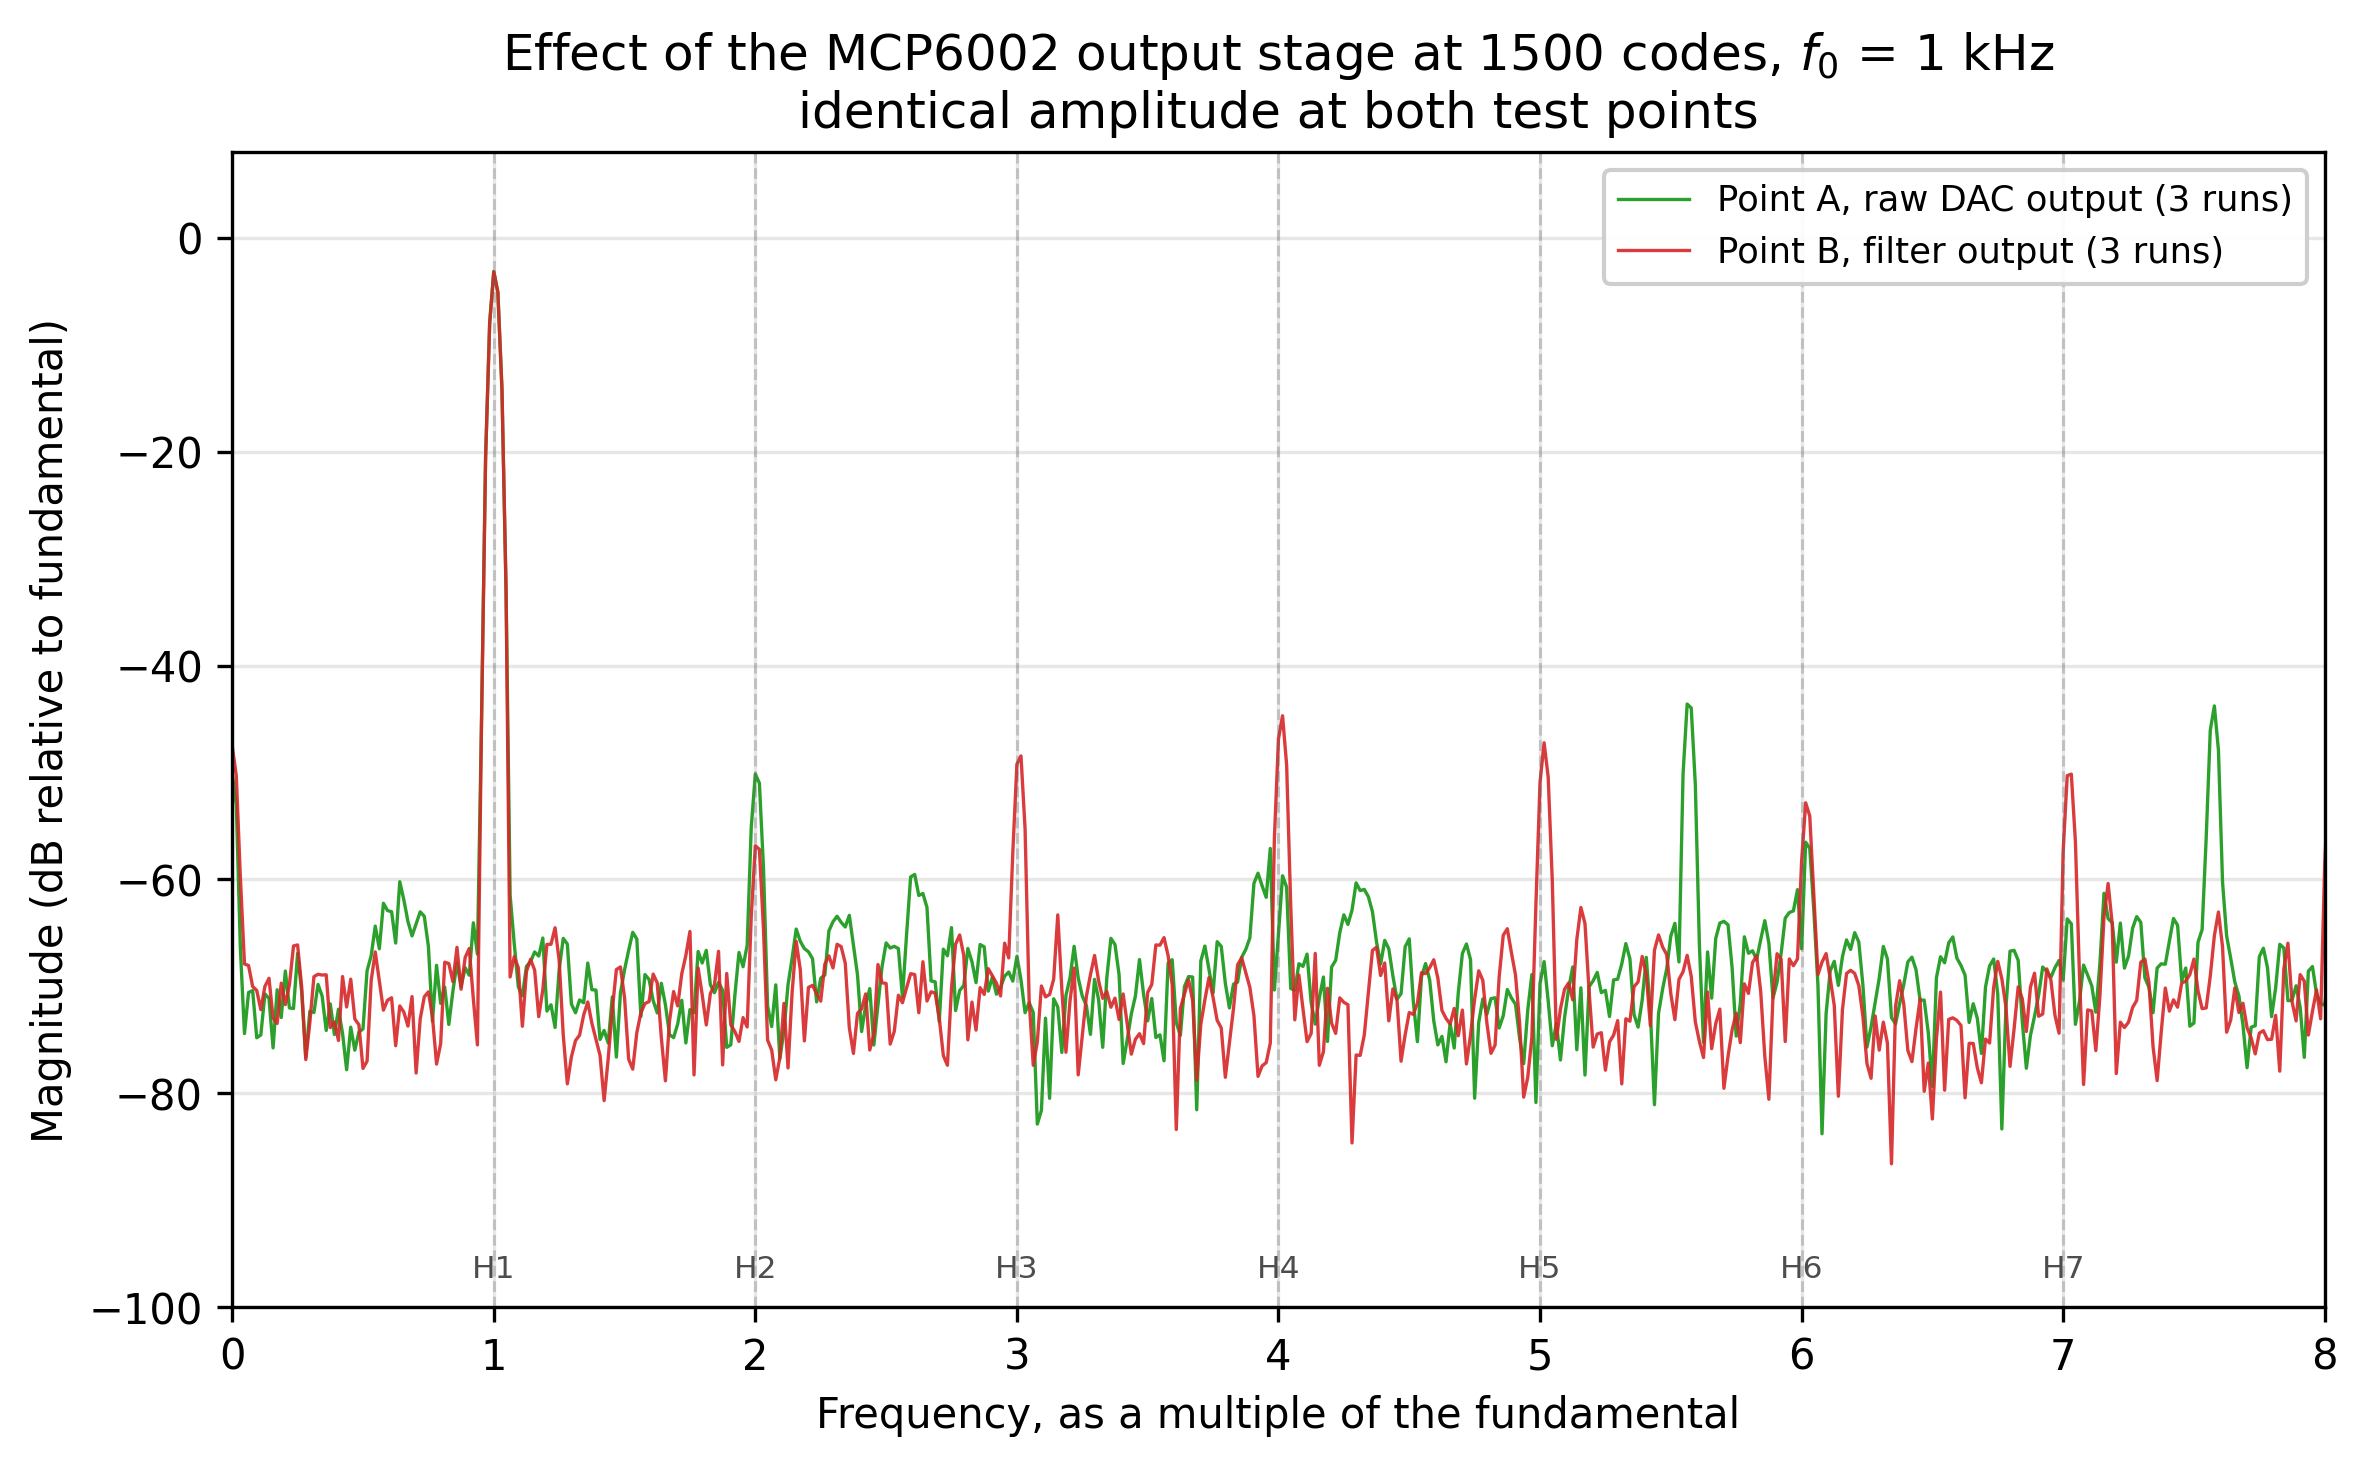 Effect of the MCP6002 output stage at 1500 codes, f₀ = 1 kHz
identical amplitude at both test points
Point A, raw DAC output (3 runs)
Point B, filter output (3 runs)
Magnitude (dB relative to fundamental)
0
−20
−40
−60
−80
−100
H1 H2 H3 H4 H5 H6 H7
0 1 2 3 4 5 6 7 8
Frequency, as a multiple of the fundamental